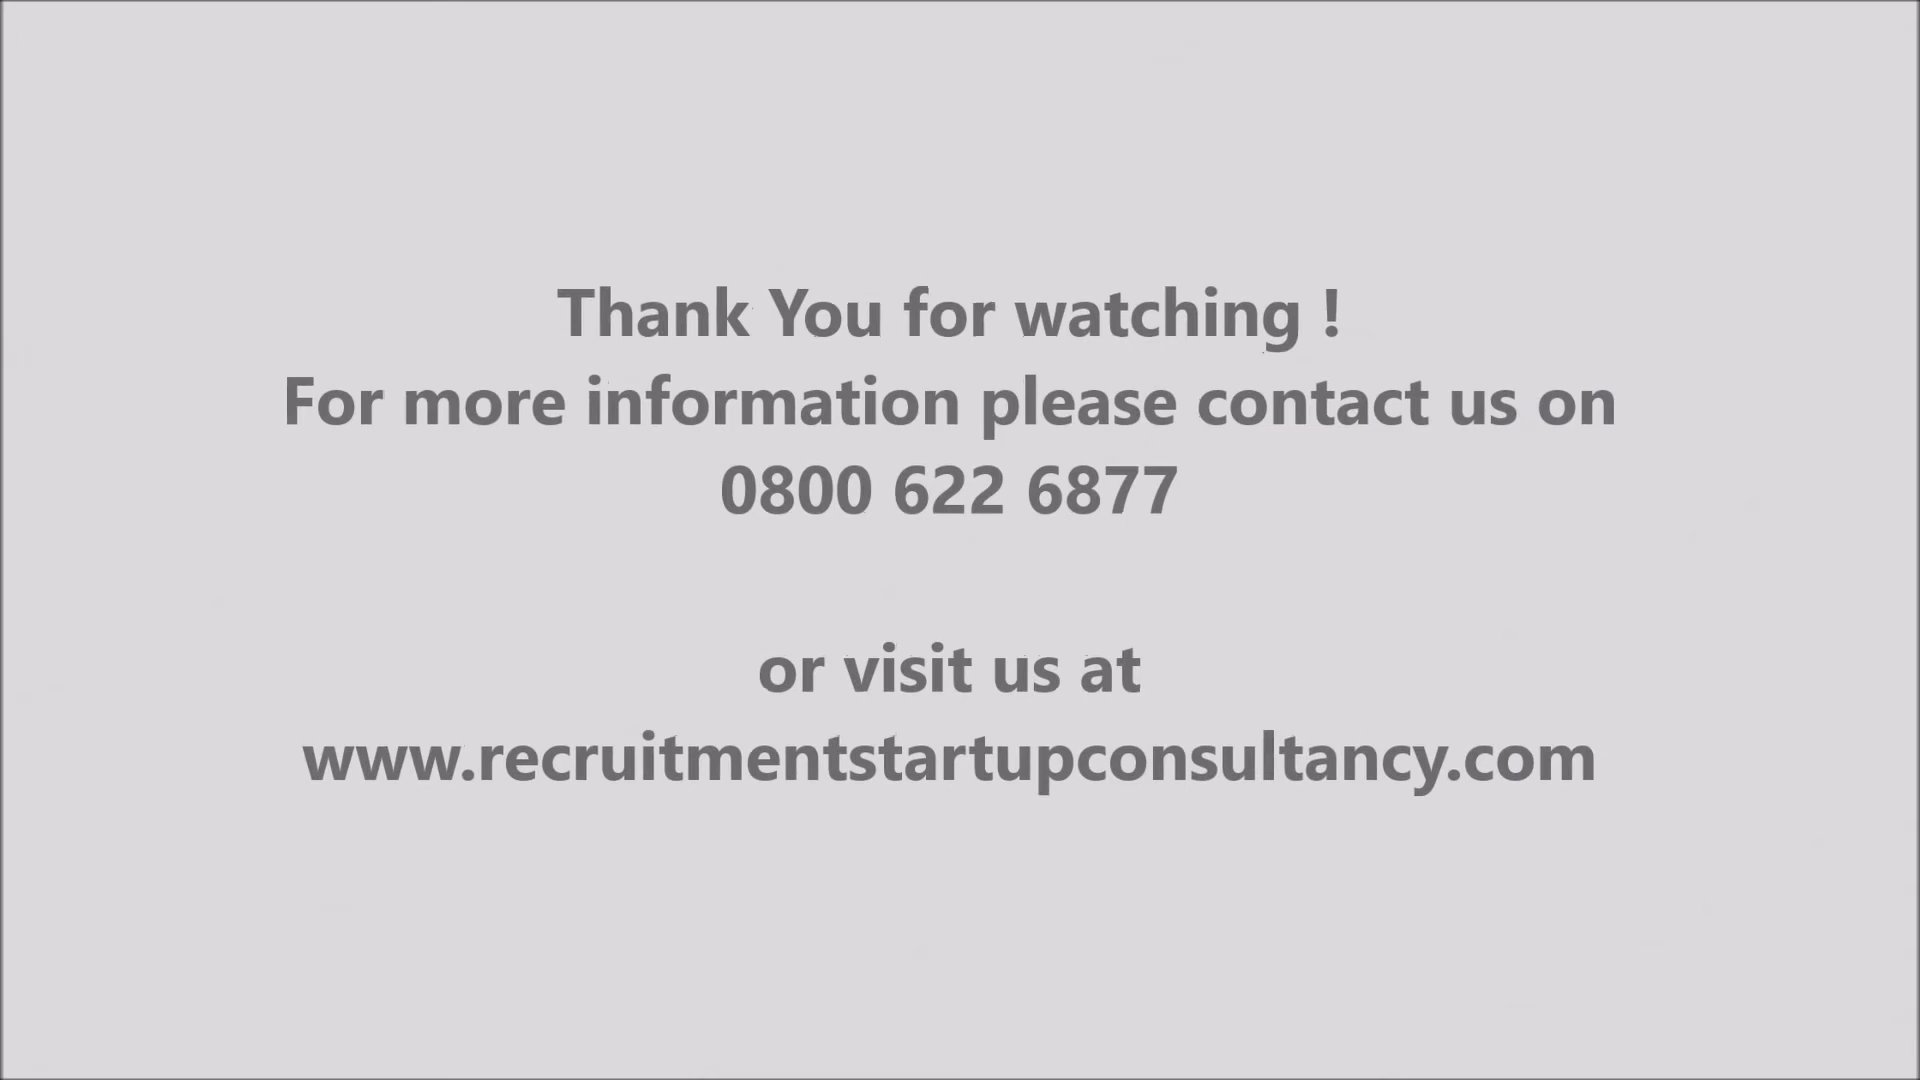 Thank You for watching !
For more information please contact us on
0800 622 6877
or visit us at
www.recruitmentstartupconsultancy.com